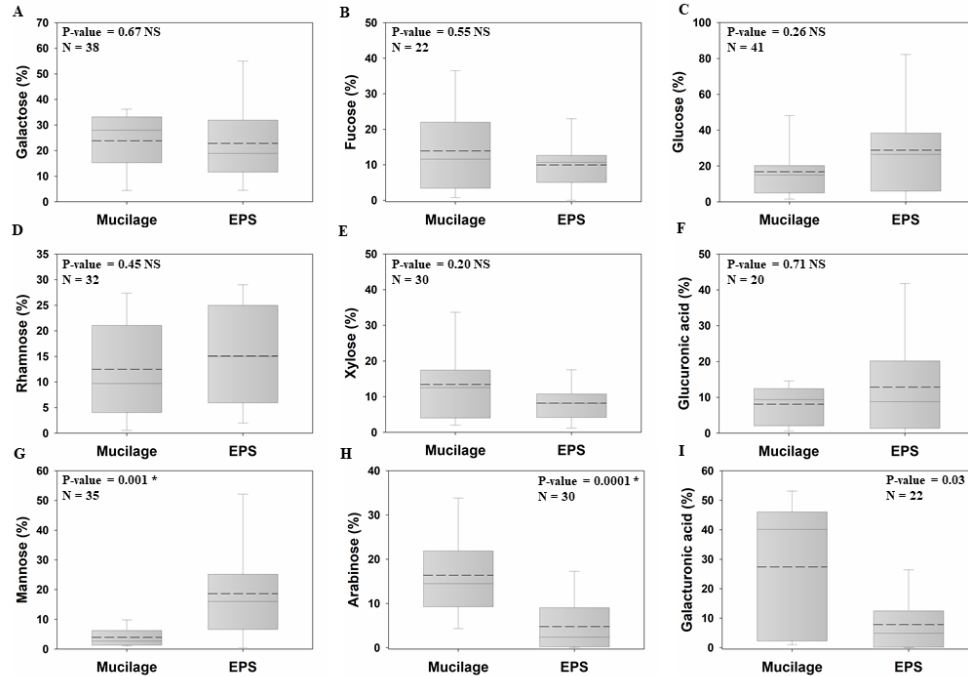 A
P-value = 0.67 NS
N = 38
Galactose (%)
70
60
50
40
30
20
10
0
Mucilage EPS
B
P-value = 0.55 NS
N = 22
Fucose (%)
50
40
30
20
10
0
Mucilage EPS
C
P-value = 0.26 NS
N = 41
Glucose (%)
100
80
60
40
20
0
Mucilage EPS
D
P-value = 0.45 NS
N = 32
Rhamnose (%)
35
30
25
20
15
10
5
0
Mucilage EPS
E
P-value = 0.20 NS
N = 30
Xylose (%)
50
40
30
20
10
0
Mucilage EPS
F
P-value = 0.71 NS
N = 20
Glucuronic acid (%)
50
40
30
20
10
0
Mucilage EPS
G
P-value = 0.001 *
N = 35
Mannose (%)
60
50
40
30
20
10
0
Mucilage EPS
H
P-value = 0.0001 *
N = 30
Arabinose (%)
40
30
20
10
0
Mucilage EPS
I
P-value = 0.03
N = 22
Galacturonic acid (%)
60
50
40
30
20
10
0
Mucilage EPS